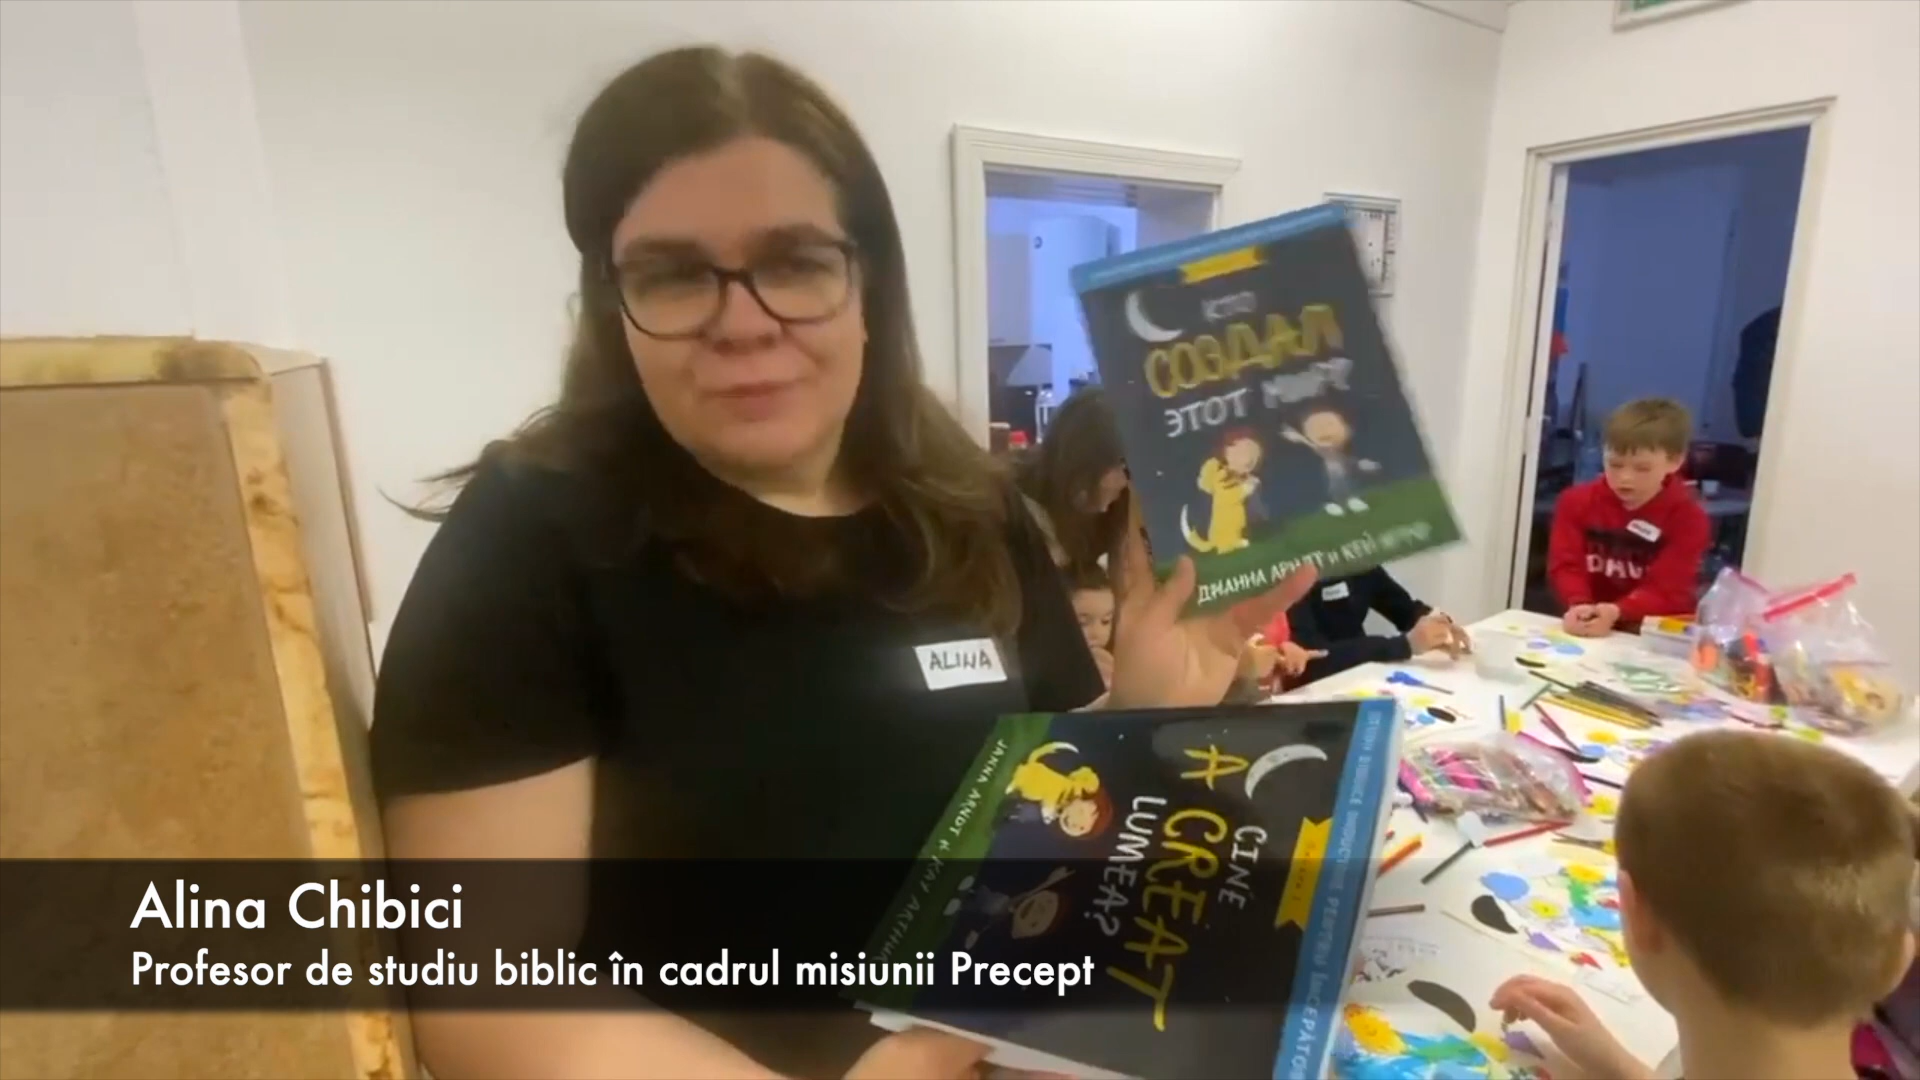 КТО
СОЗДАЛ
ЭТОТ МИР?
ДЖАННА АРНДТ И КЕЙ АРТУР
ALINA
CINE
A CREAT
LUMEA?
JANNA ARNDT și KAY ARTHUR
Alina Chibici
Profesor de studiu biblic în cadrul misiunii Precept